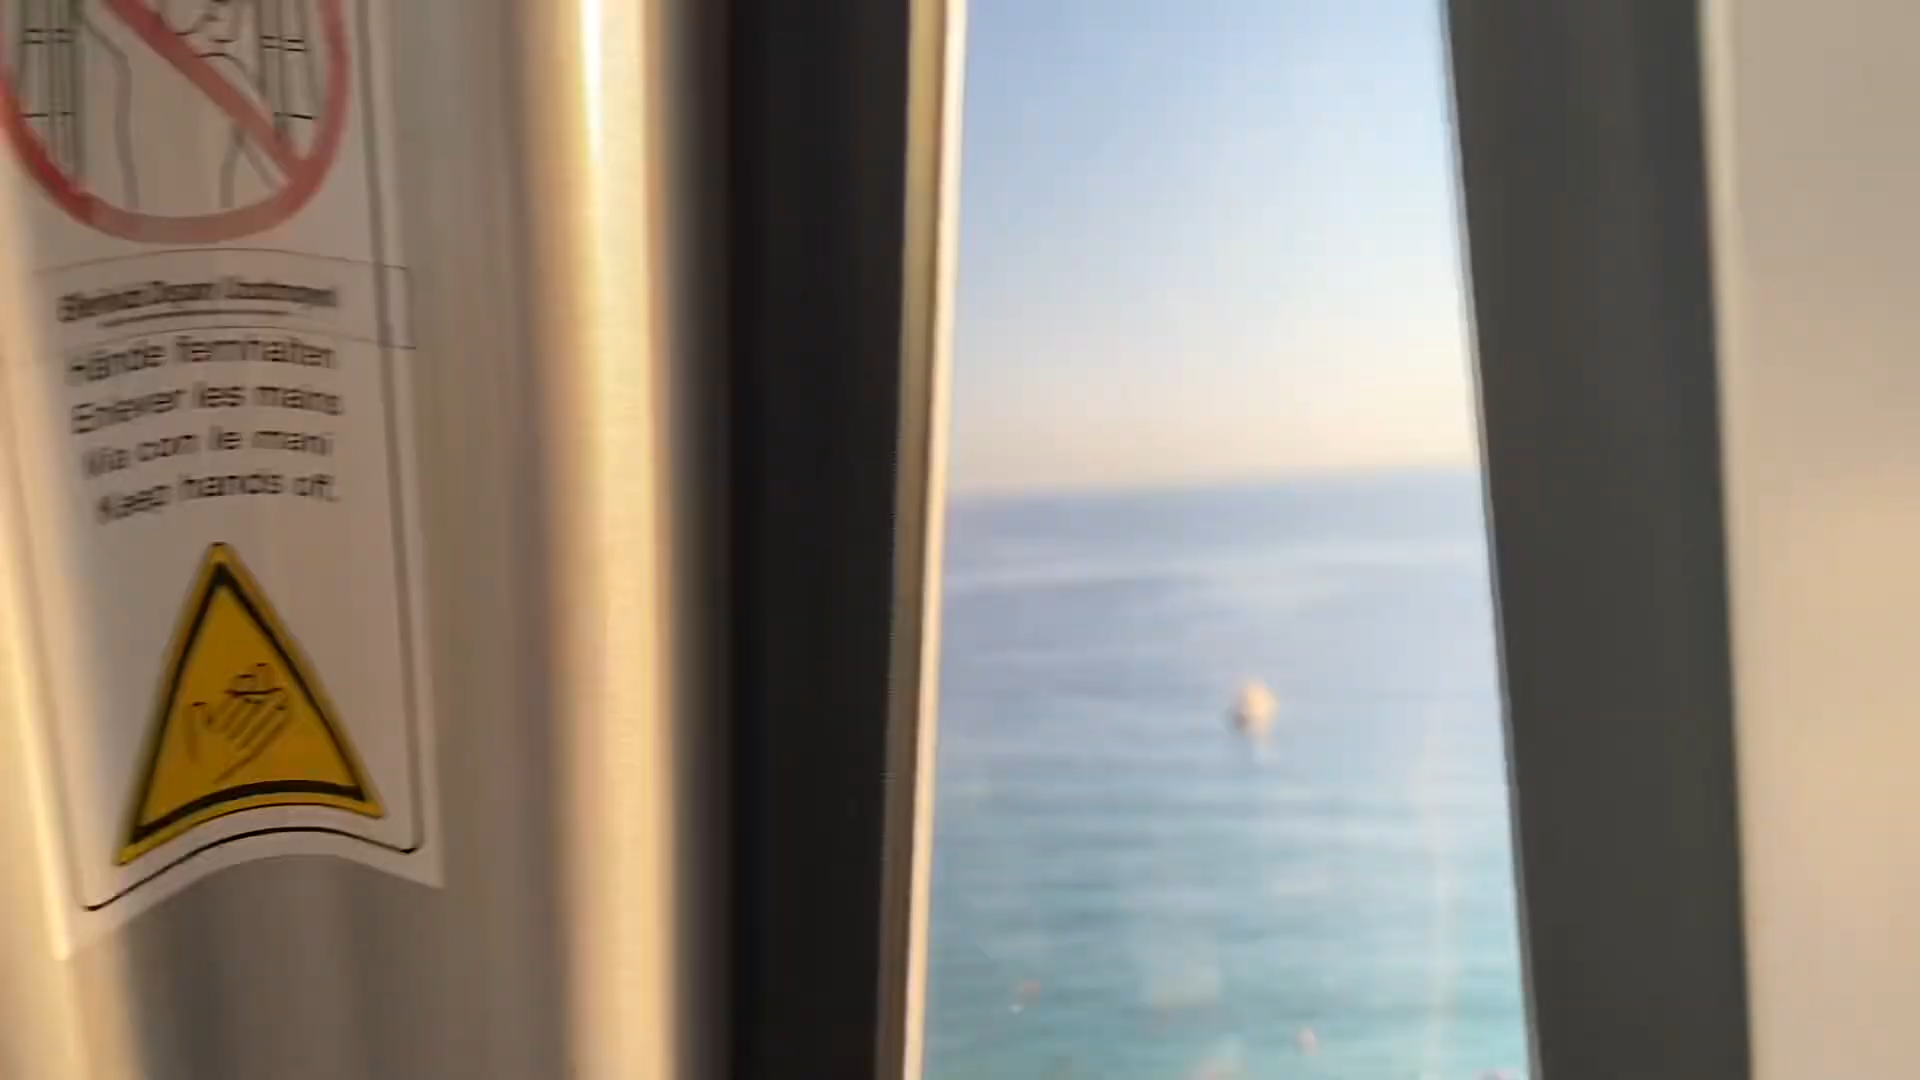 Hände fernhalten
Enlever les mains
Via con le mani
Keep hands off.